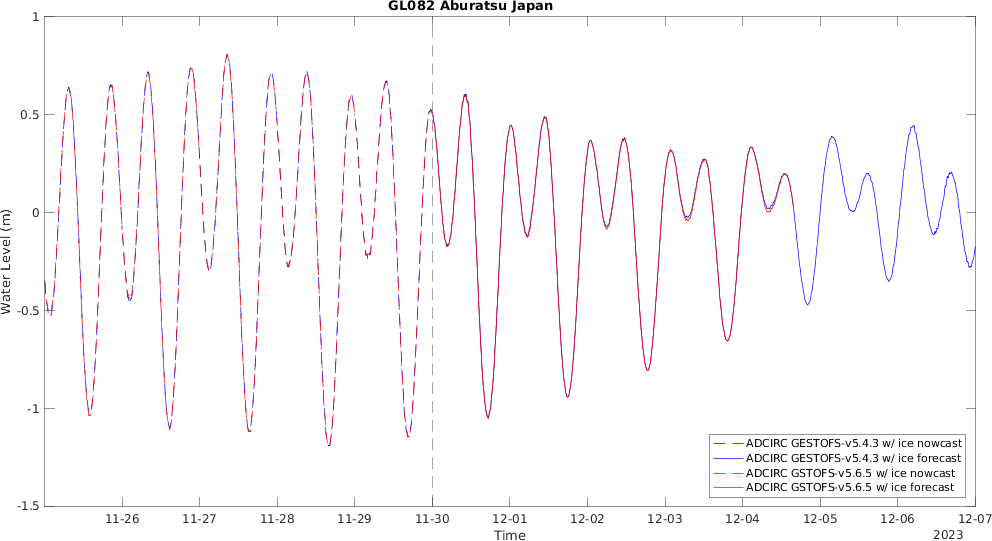 GL082 Aburatsu Japan
1
0.5
0
-0.5
-1
-1.5
Water Level (m)
11-26 11-27 11-28 11-29 11-30 12-01 12-02 12-03 12-04 12-05 12-06 12-07
Time
2023
ADCIRC GESTOFS-v5.4.3 w/ ice nowcast
ADCIRC GESTOFS-v5.4.3 w/ ice forecast
ADCIRC GSTOFS-v5.6.5 w/ ice nowcast
ADCIRC GSTOFS-v5.6.5 w/ ice forecast